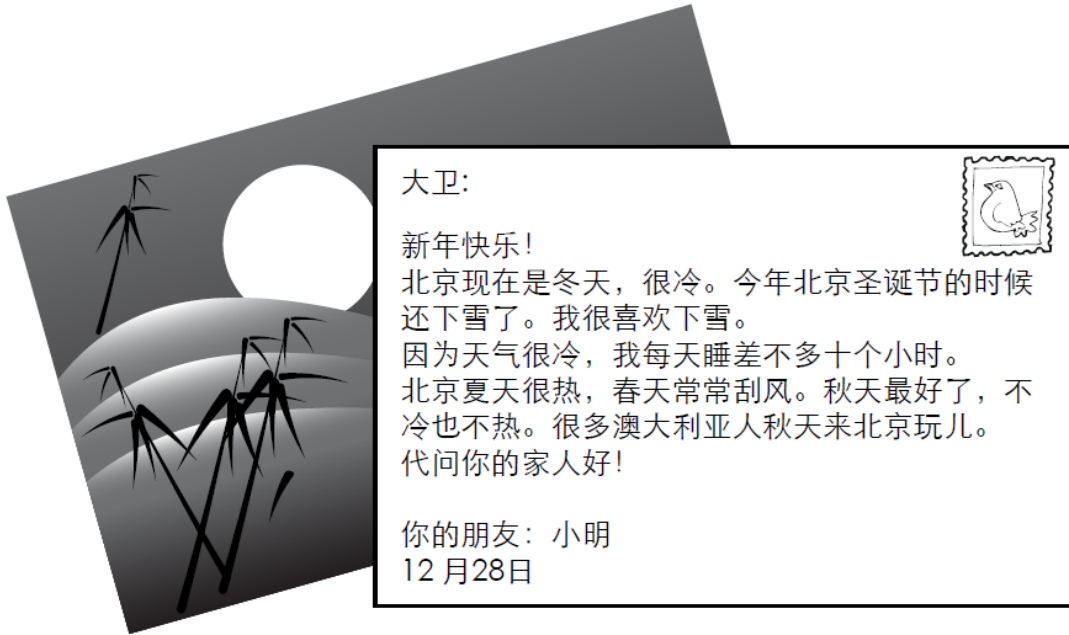 大卫:
新年快乐！
北京现在是冬天，很冷。今年北京圣诞节的时候
还下雪了。我很喜欢下雪。
因为天气很冷，我每天睡差不多十个小时。
北京夏天很热，春天常常刮风。秋天最好了，不
冷也不热。很多澳大利亚人秋天来北京玩儿。
代问你的家人好！
你的朋友：小明
12 月28日